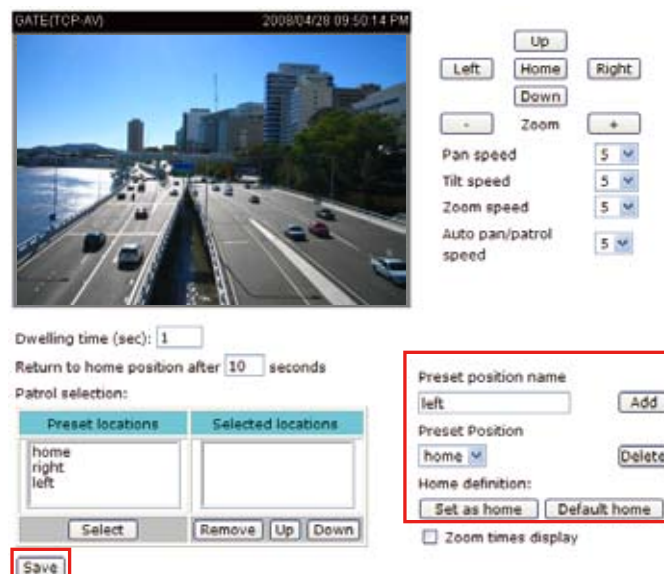 GATE(TCP-AV) 2008/04/28 09:50:14 PM
Up
Left Home Right
Down
- Zoom +
Pan speed 5
Tilt speed 5
Zoom speed 5
Auto pan/patrol speed 5
Dwelling time (sec): 1
Return to home position after 10 seconds
Patrol selection:
Preset locations Selected locations
home
right
left
Select Remove Up Down
Save
Preset position name
left Add
Preset Position
home Delete
Home definition:
Set as home Default home
Zoom times display